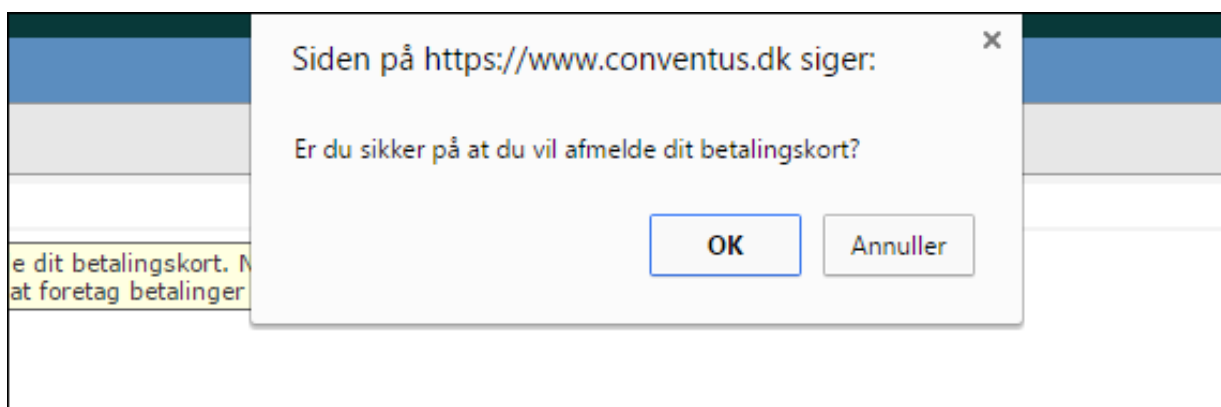 Siden på https://www.conventus.dk siger:
Er du sikker på at du vil afmelde dit betalingskort?
OK
Annuller
e dit betalingskort.
at foretag betalinger